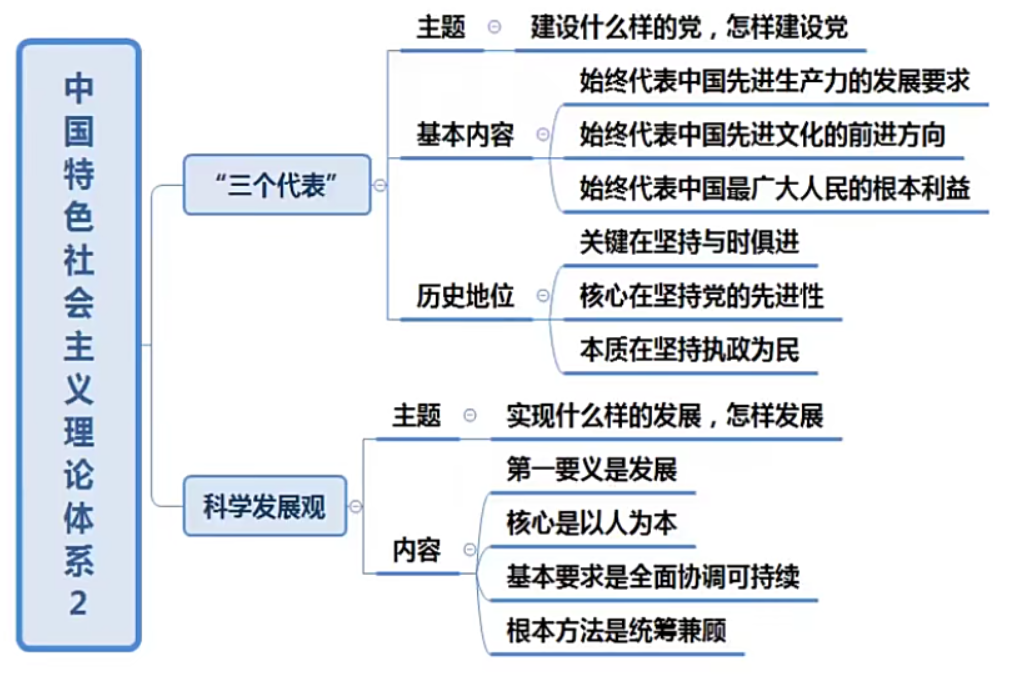 中国特色社会主义理论体系2
“三个代表”
主题
建设什么样的党，怎样建设党
基本内容
始终代表中国先进生产力的发展要求
始终代表中国先进文化的前进方向
始终代表中国最广大人民的根本利益
历史地位
关键在坚持与时俱进
核心在坚持党的先进性
本质在坚持执政为民
科学发展观
主题
实现什么样的发展，怎样发展
内容
第一要义是发展
核心是以人为本
基本要求是全面协调可持续
根本方法是统筹兼顾